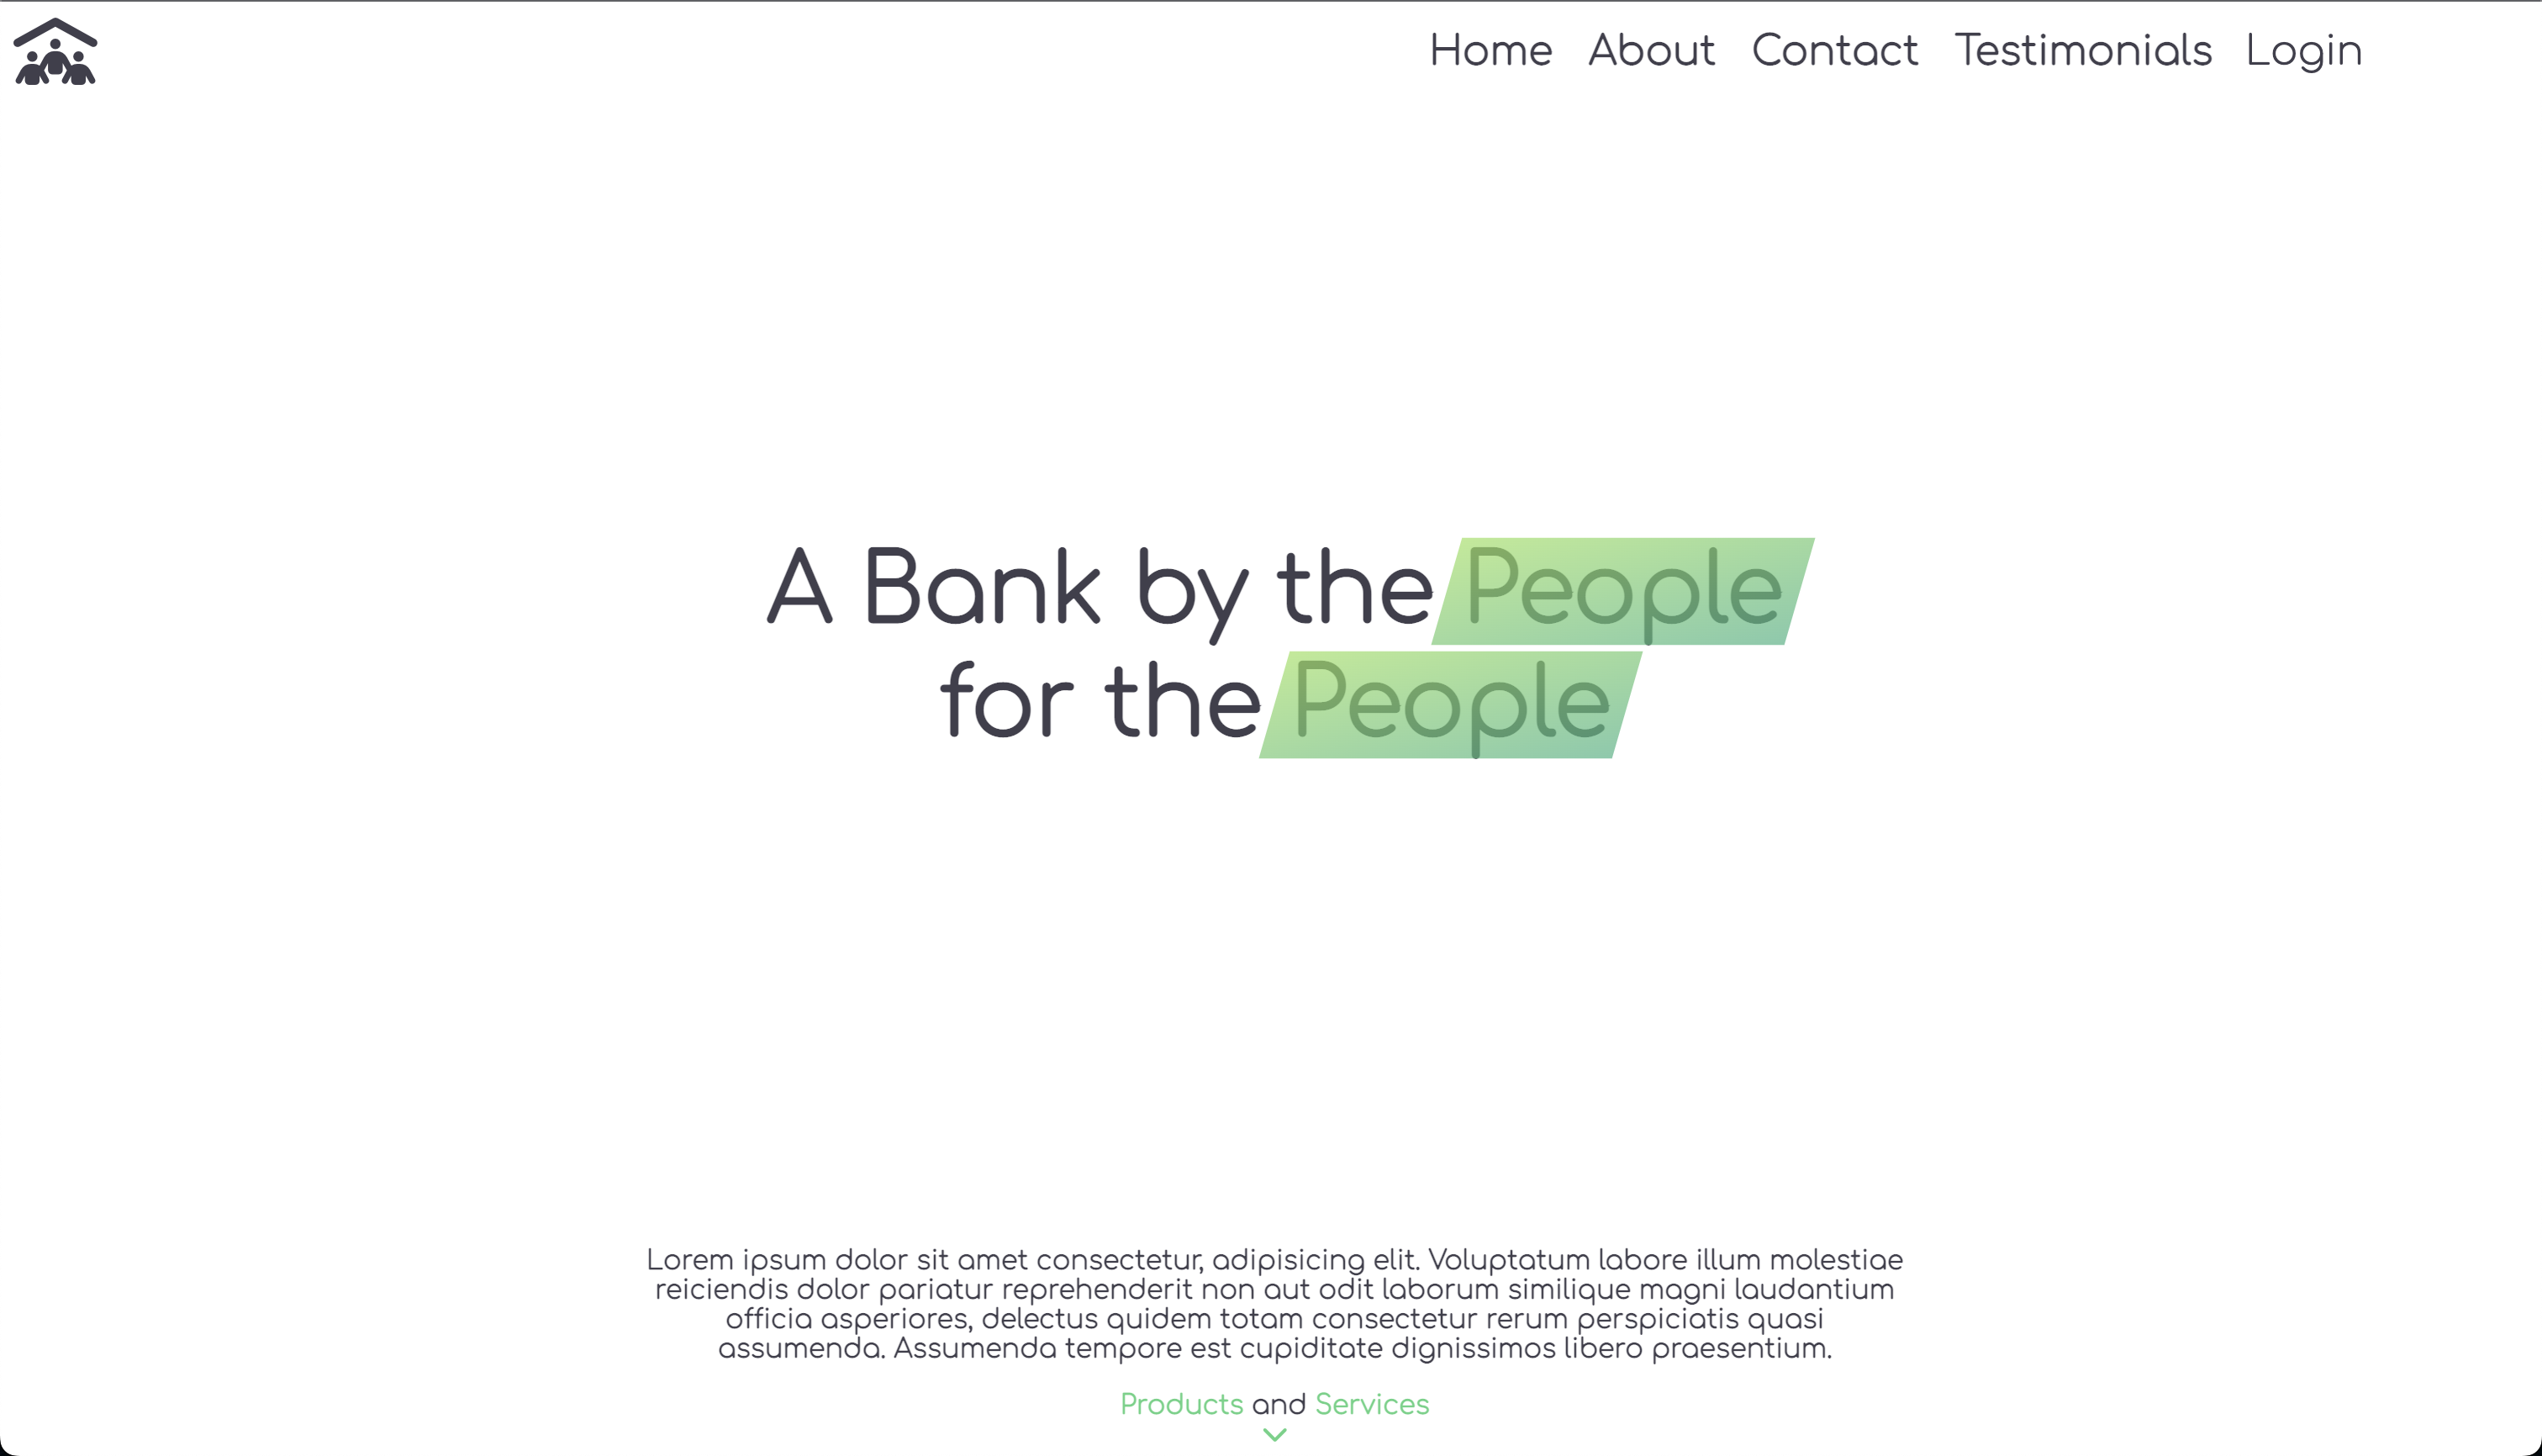 Home About Contact Testimonials Login
A Bank by the People
for the People
Lorem ipsum dolor sit amet consectetur, adipisicing elit. Voluptatum labore illum molestiae
reiciendis dolor pariatur reprehenderit non aut odit laborum similique magni laudantium
officia asperiores, delectus quidem totam consectetur rerum perspiciatis quasi
assumenda. Assumenda tempore est cupiditate dignissimos libero praesentium.
Products and Services